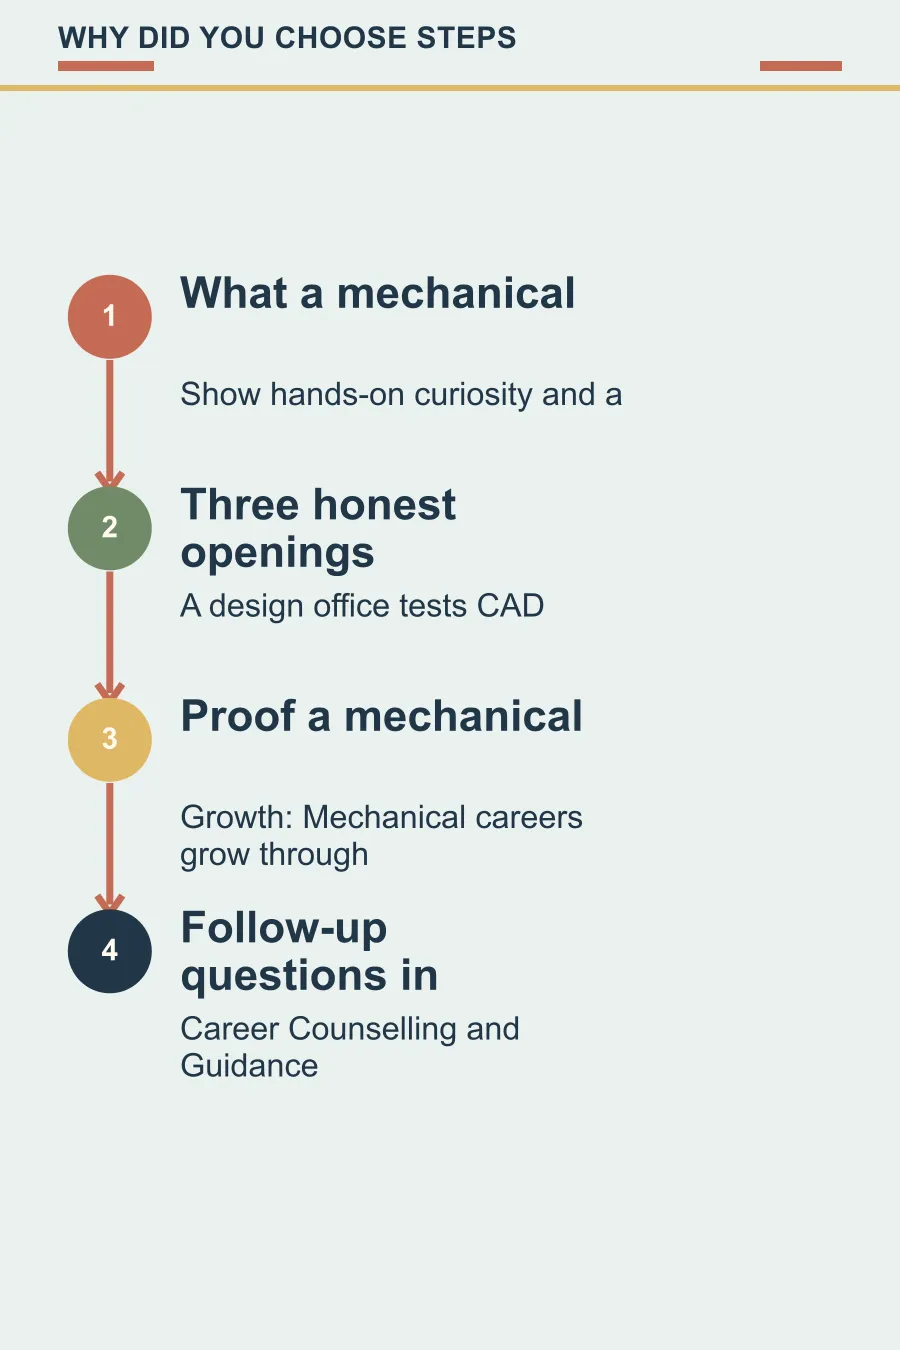 WHY DID YOU CHOOSE STEPS
1
What a mechanical
Show hands-on curiosity and a
2
Three honest
openings
A design office tests CAD
3
Proof a mechanical
Growth: Mechanical careers
grow through
4
Follow-up
questions in
Career Counselling and
Guidance